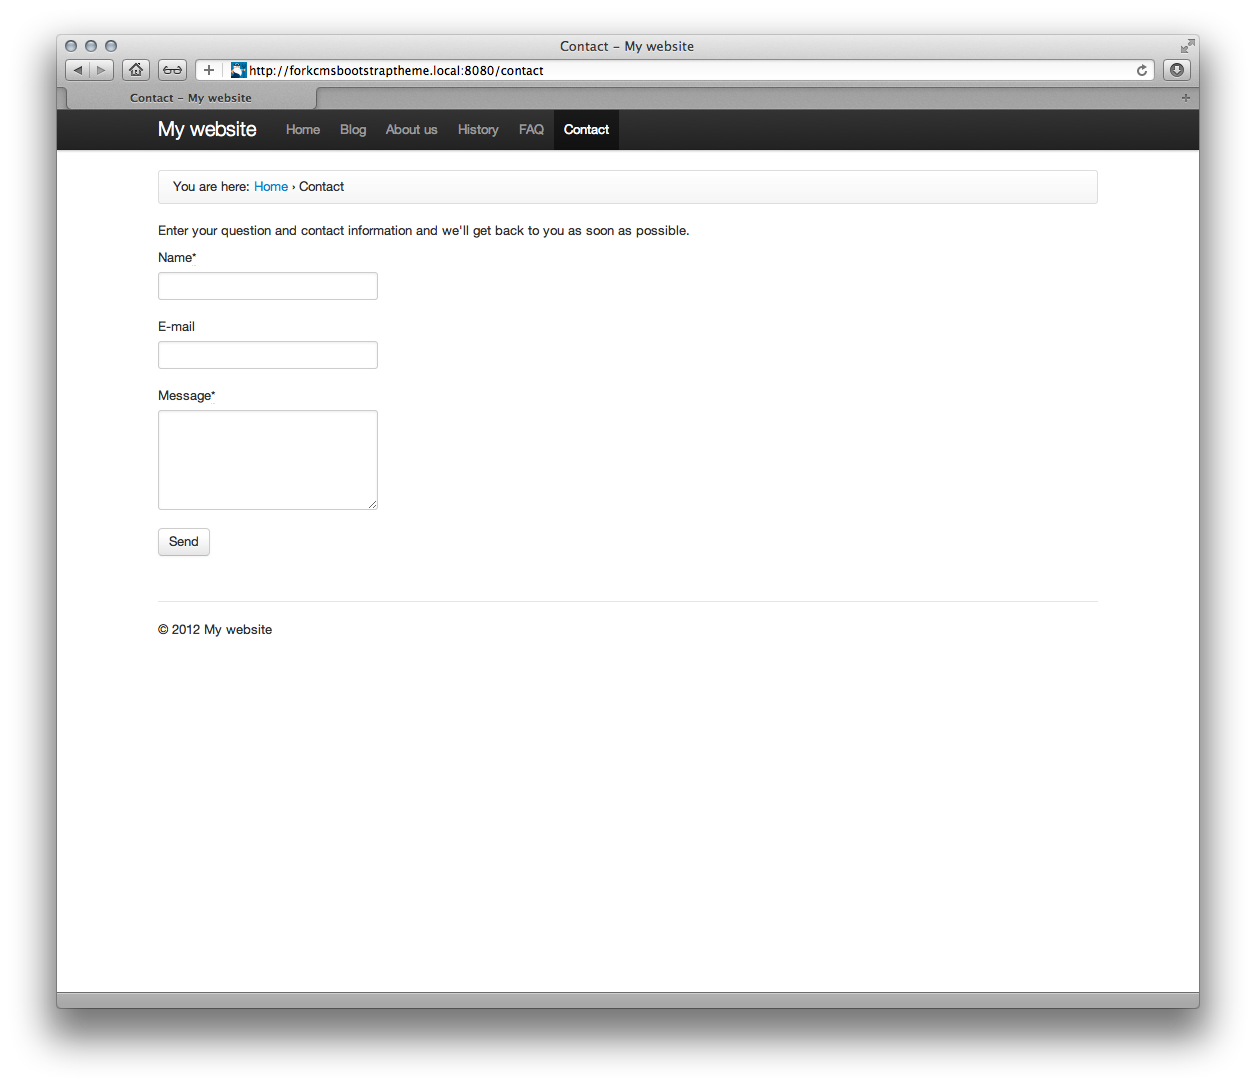 Contact – My website
http://forkcmsbootstraptheme.local:8080/contact
Contact – My website
My website Home Blog About us History FAQ Contact
You are here: Home › Contact
Enter your question and contact information and we'll get back to you as soon as possible.
Name*
E-mail
Message*
Send
© 2012 My website